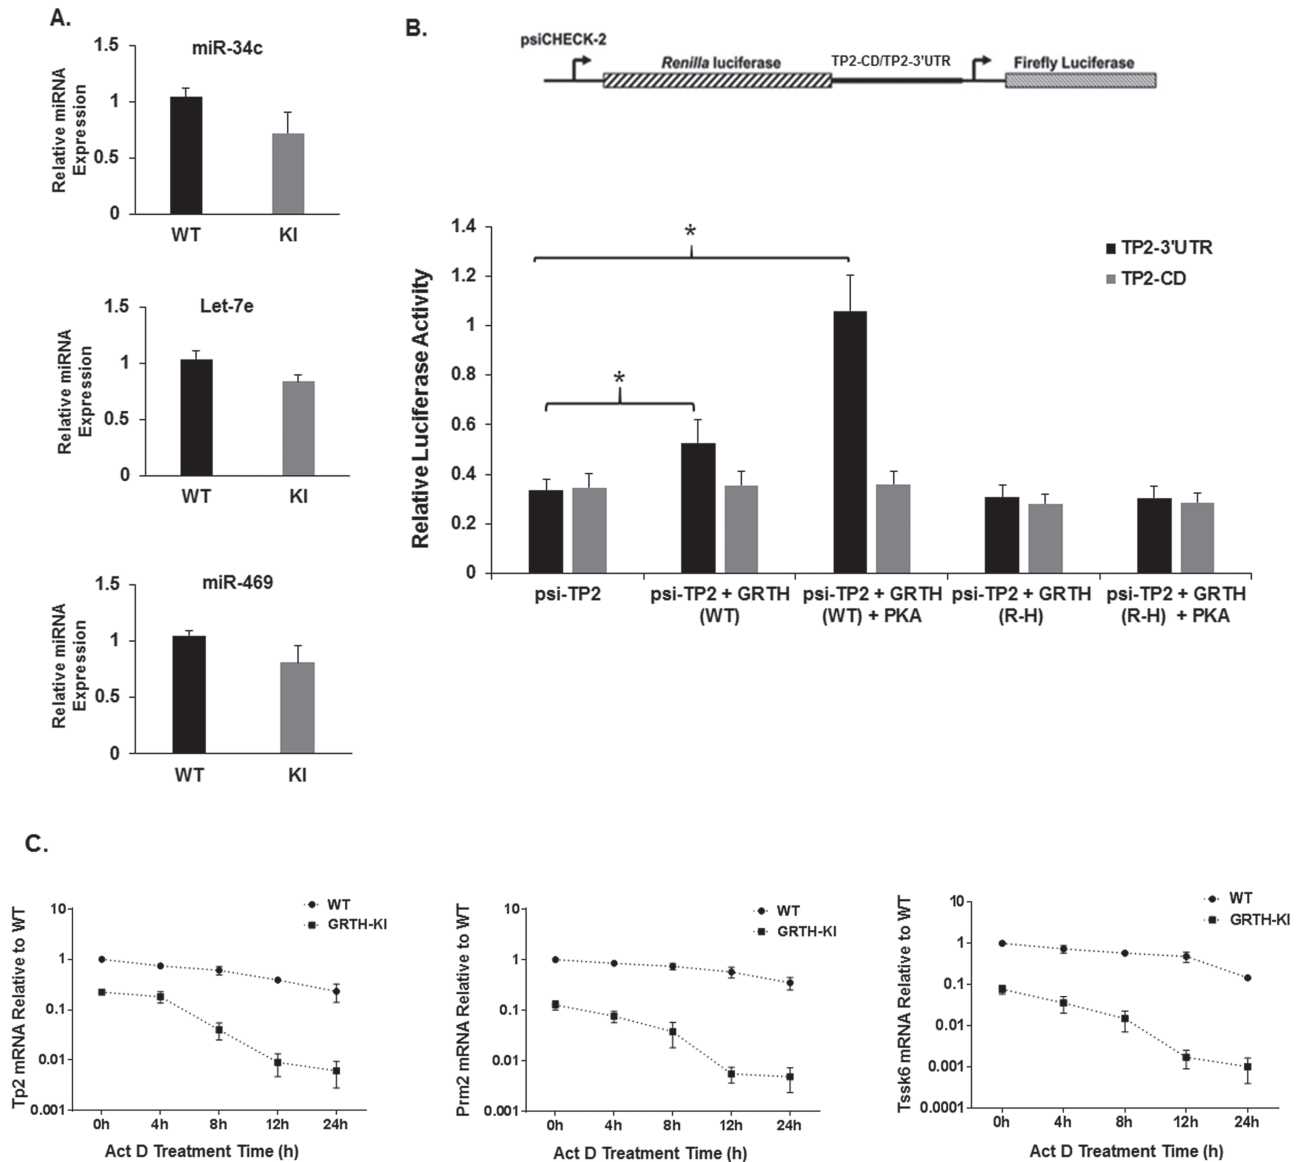 A.
miR-34c
Relative miRNA
Expression
1.5
1
0.5
0
WT KI
Let-7e
Relative miRNA
Expression
1.5
1
0.5
0
WT KI
miR-469
Relative miRNA
Expression
1.5
1
0.5
0
WT KI
B.
psiCHECK-2
Renilla luciferase TP2-CD/TP2-3'UTR Firefly Luciferase
Relative Luciferase Activity
1.4
1.2
1
0.8
0.6
0.4
0.2
0
*
*
TP2-3'UTR
TP2-CD
psi-TP2
psi-TP2 + GRTH
(WT)
psi-TP2 + GRTH
(WT) + PKA
psi-TP2 + GRTH
(R-H)
psi-TP2 + GRTH
(R-H) + PKA
C.
Tp2 mRNA Relative to WT
10
1
0.1
0.01
0.001
WT
GRTH-KI
0h 4h 8h 12h 24h
Act D Treatment Time (h)
Prm2 mRNA Relative to WT
10
1
0.1
0.01
0.001
WT
GRTH-KI
0h 4h 8h 12h 24h
Act D Treatment Time (h)
Tssk6 mRNA Relative to WT
10
1
0.1
0.01
0.001
0.0001
WT
GRTH-KI
0h 4h 8h 12h 24h
Act D Treatment Time (h)